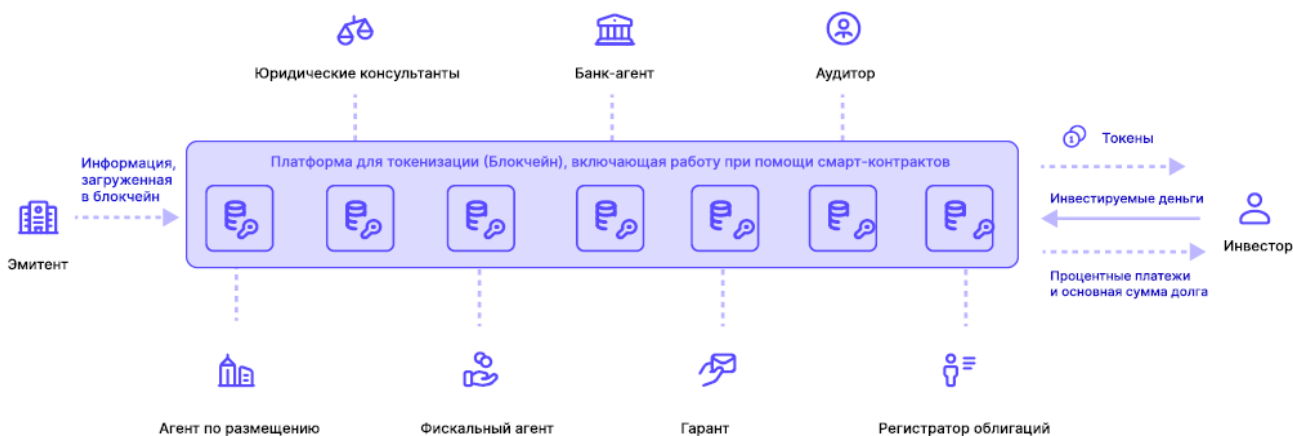 Юридические консультанты
Банк-агент
Аудитор
Платформа для токенизации (Блокчейн), включающая работу при помощи смарт-контрактов
Информация,
загруженная
в блокчейн
Эмитент
1
Токены
Инвестируемые деньги
Инвестор
Процентные платежи
и основная сумма долга
Агент по размещению
Фискальный агент
Гарант
Регистратор облигаций